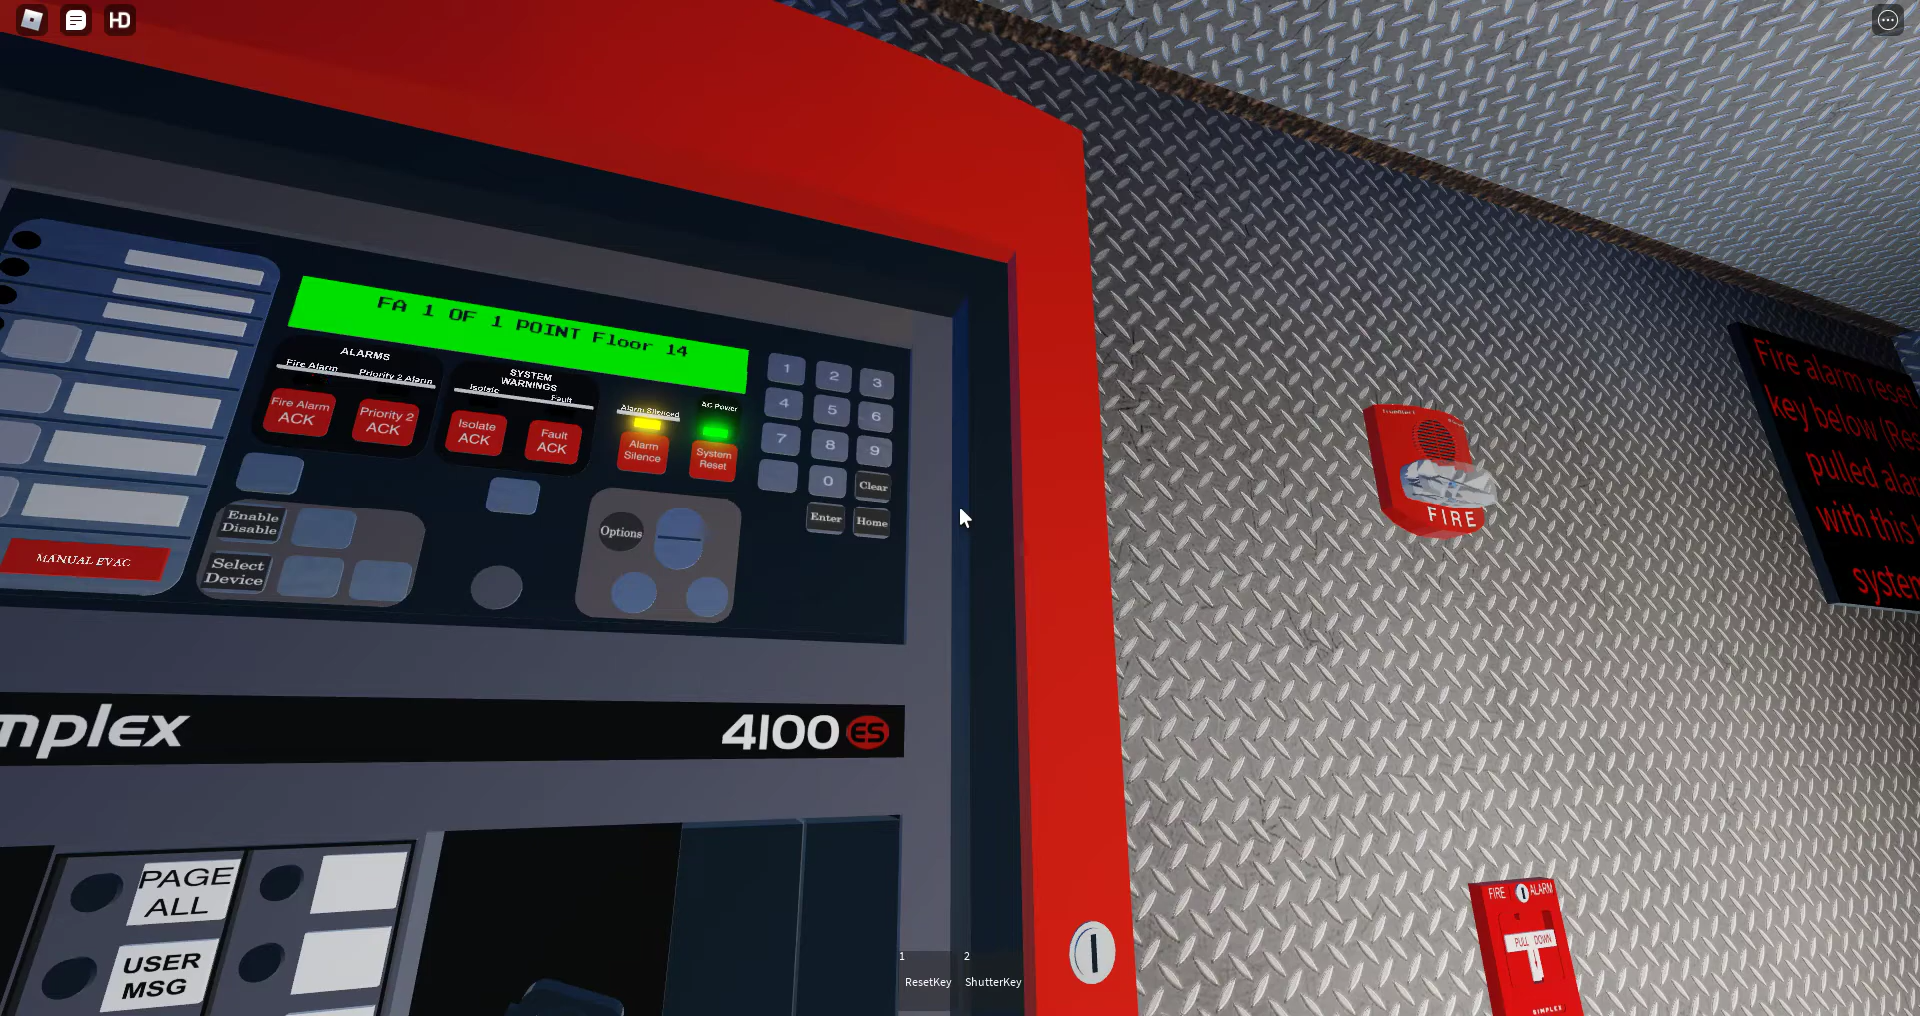 HD
FA 1 OF 1 POINT Floor 14
ALARMS
Fire Alarm
Priority 2 Alarm
Fire Alarm
ACK
Priority 2
ACK
SYSTEM
WARNINGS
Isolate
Fault
Isolate
ACK
Fault
ACK
Alarm Silenced
Alarm
Silence
AC Power
System
Reset
1 2 3
4 5 6
7 8 9
0 Clear
Enter Home
Enable
Disable
Select
Device
Options
MANUAL EVAC
mplex
4100 ES
PAGE
ALL
USER
MSG
1
ResetKey
2
ShutterKey
FIRE
FIRE ALARM
PULL DOWN
SIMPLEX
Fire alarm reset
key below
pulled
with this
system